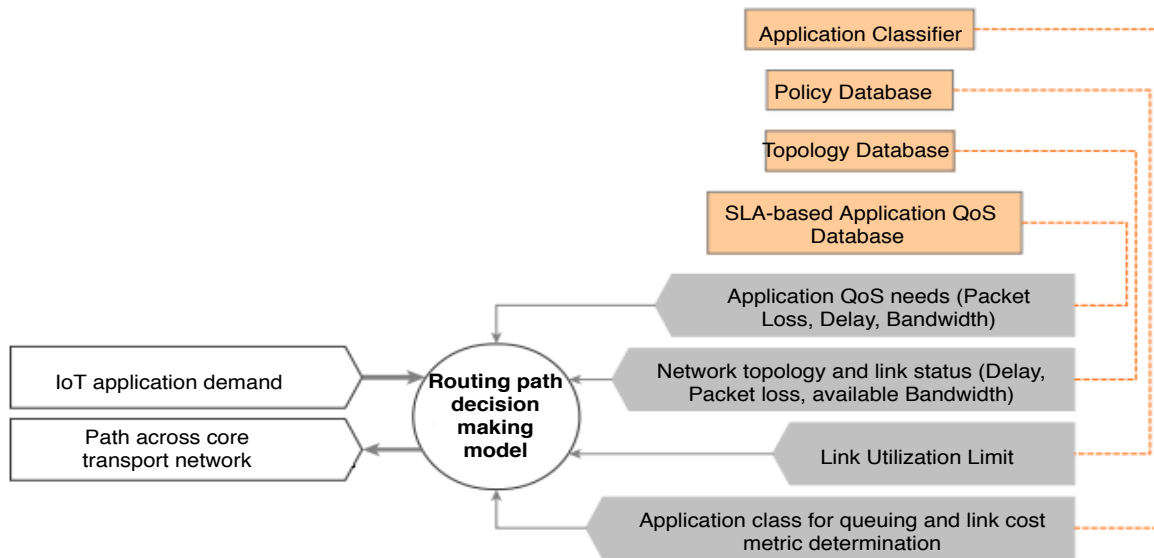 Application Classifier
Policy Database
Topology Database
SLA-based Application QoS
Database
Application QoS needs (Packet
Loss, Delay, Bandwidth)
IoT application demand
Routing path
decision
making
model
Network topology and link status (Delay,
Packet loss, available Bandwidth)
Path across core
transport network
Link Utilization Limit
Application class for queuing and link cost
metric determination